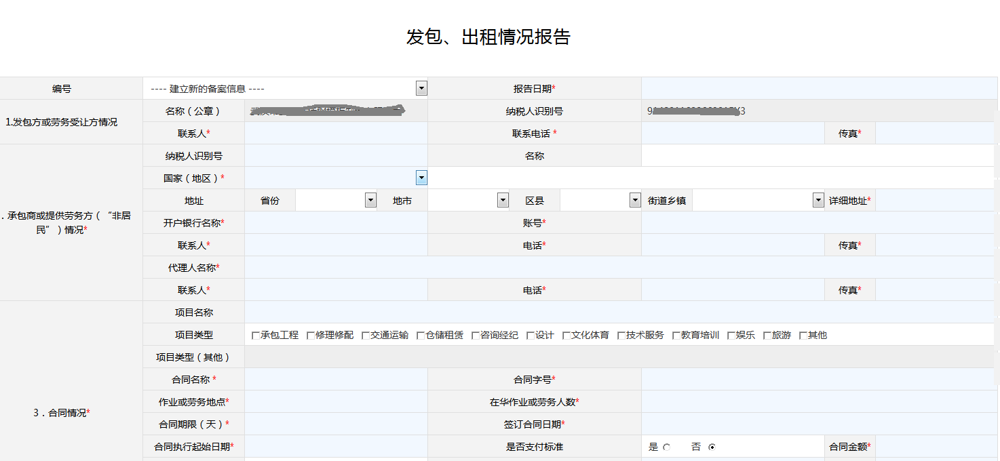 发包、出租情况报告
编号 ---- 建立新的备案信息 ---- 报告日期*
1.发包方或劳务受让方情况
名称（公章） 纳税人识别号
联系人* 联系电话 * 传真*
．承包商或提供劳务方（“非居民”）情况*
纳税人识别号 名称
国家（地区）*
地址 省份 地市 区县 街道乡镇 详细地址*
开户银行名称* 账号*
联系人* 电话* 传真*
代理人名称*
联系人* 电话* 传真*
3．合同情况*
项目名称
项目类型 承包工程 修理修配 交通运输 仓储租赁 咨询经纪 设计 文化体育 技术服务 教育培训 娱乐 旅游 其他
项目类型（其他）
合同名称 * 合同字号*
作业或劳务地点* 在华作业或劳务人数*
合同期限（天）* 签订合同日期*
合同执行起始日期* 是否支付标准 是 否 合同金额*